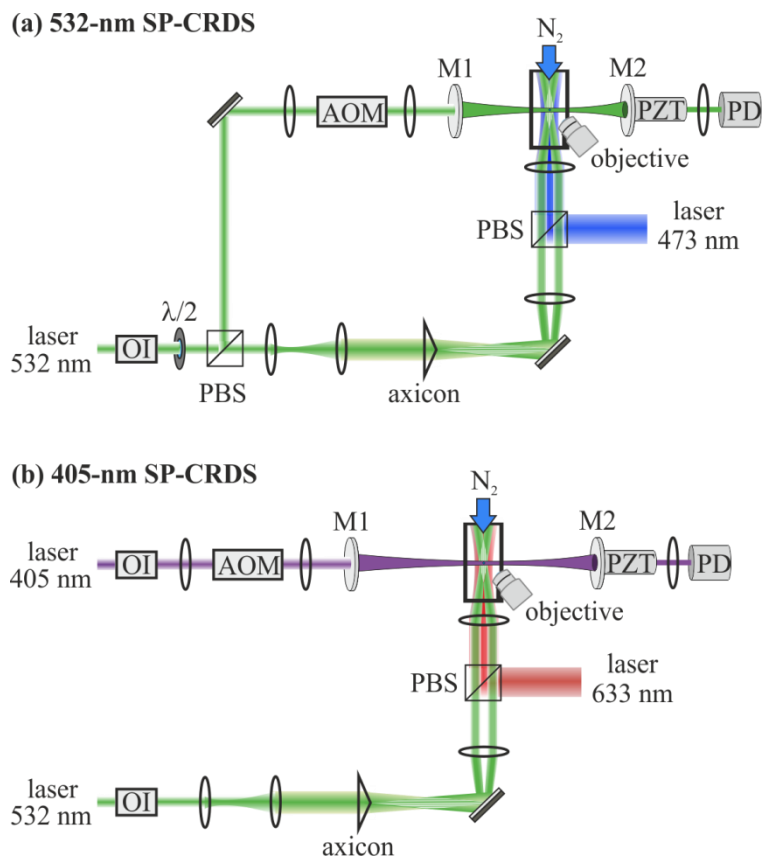 (a) 532-nm SP-CRDS
N₂
M1
M2
AOM
PZT
PD
objective
PBS
laser
473 nm
λ/2
laser
532 nm
OI
PBS
axicon
(b) 405-nm SP-CRDS
N₂
M1
M2
laser
405 nm
OI
AOM
PZT
PD
objective
PBS
laser
633 nm
laser
532 nm
OI
axicon